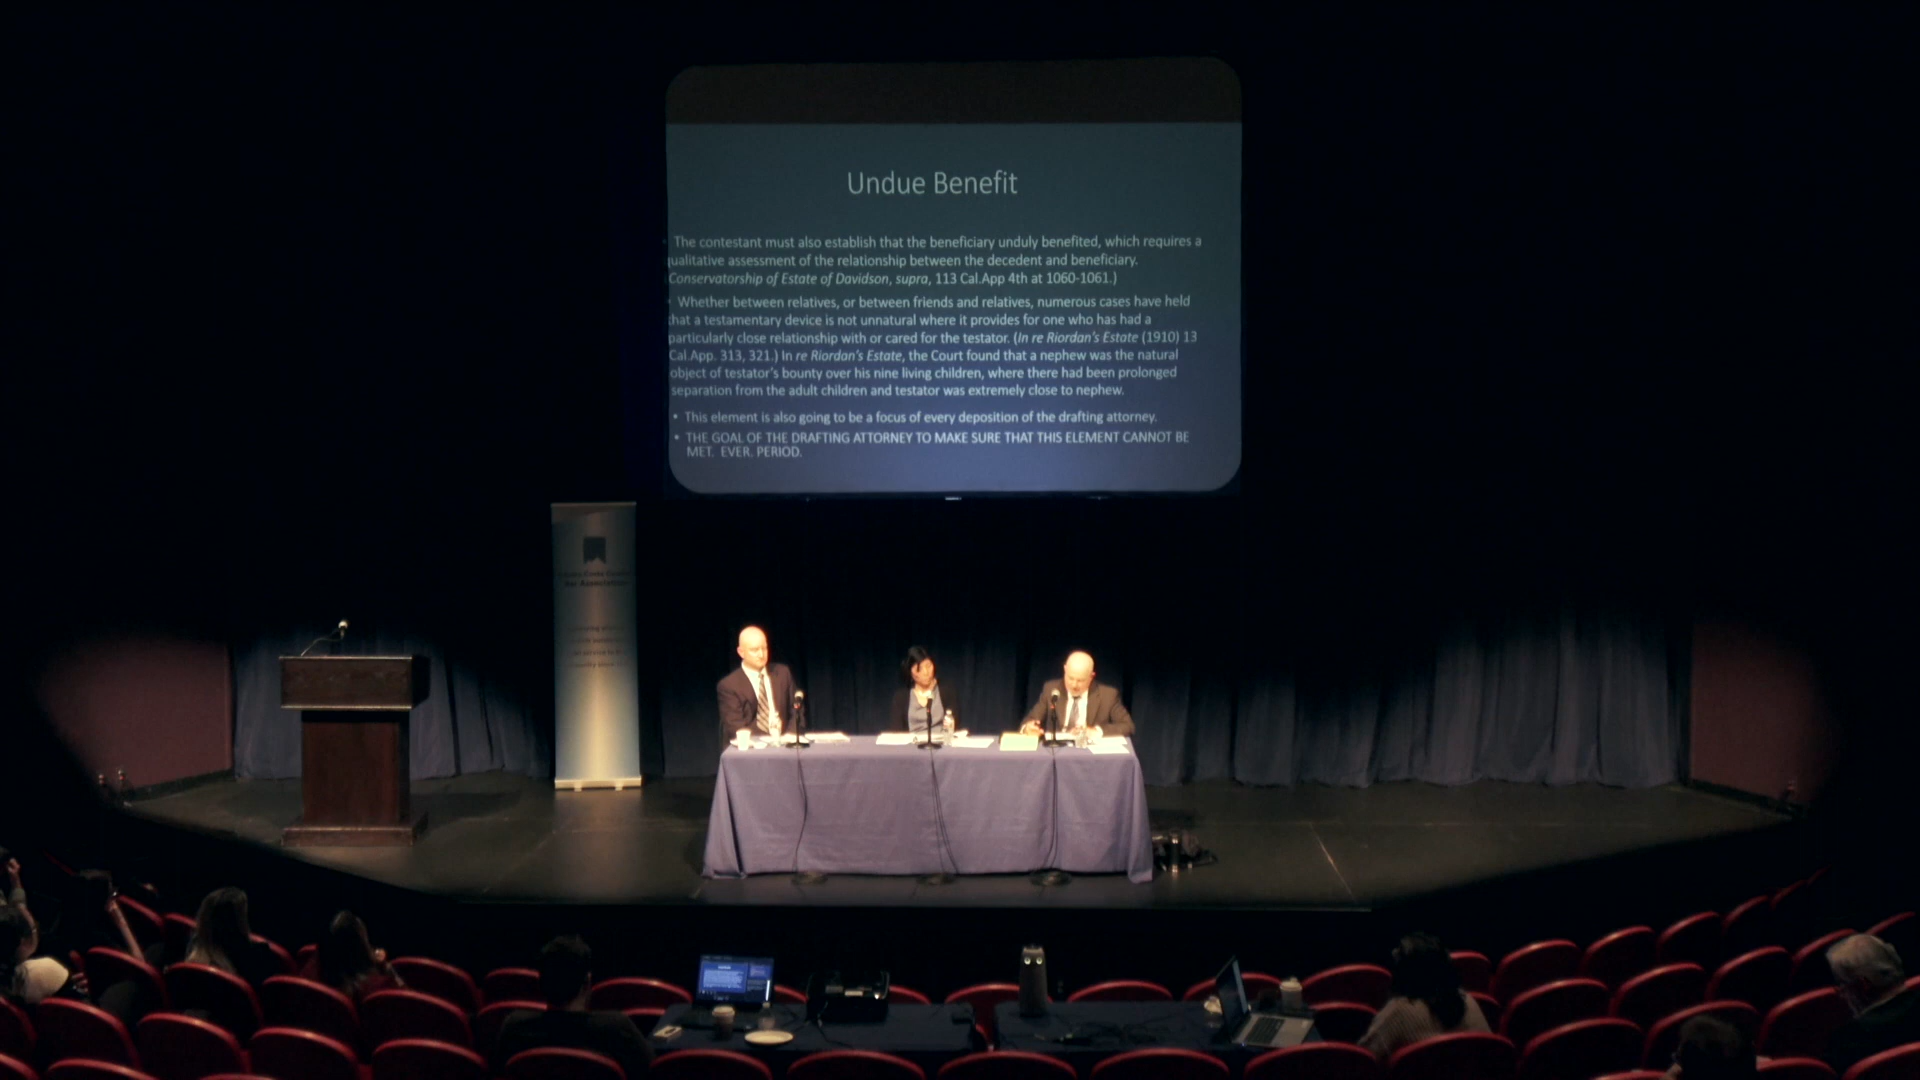 Undue Benefit
• The contestant must also establish that the beneficiary unduly benefited, which requires a
qualitative assessment of the relationship between the decedent and beneficiary.
Conservatorship of Estate of Davidson, supra, 113 Cal.App 4th at 1060-1061.)
• Whether between relatives, or between friends and relatives, numerous cases have held
that a testamentary device is not unnatural where it provides for one who has had a
particularly close relationship with or cared for the testator. (In re Riordan's Estate (1910) 13
Cal.App. 313, 321.) In re Riordan's Estate, the Court found that a nephew was the natural
object of testator's bounty over his nine living children, where there had been prolonged
separation from the adult children and testator was extremely close to nephew.
• This element is also going to be a focus of every deposition of the drafting attorney.
• THE GOAL OF THE DRAFTING ATTORNEY TO MAKE SURE THAT THIS ELEMENT CANNOT BE
MET. EVER. PERIOD.
Bar Association